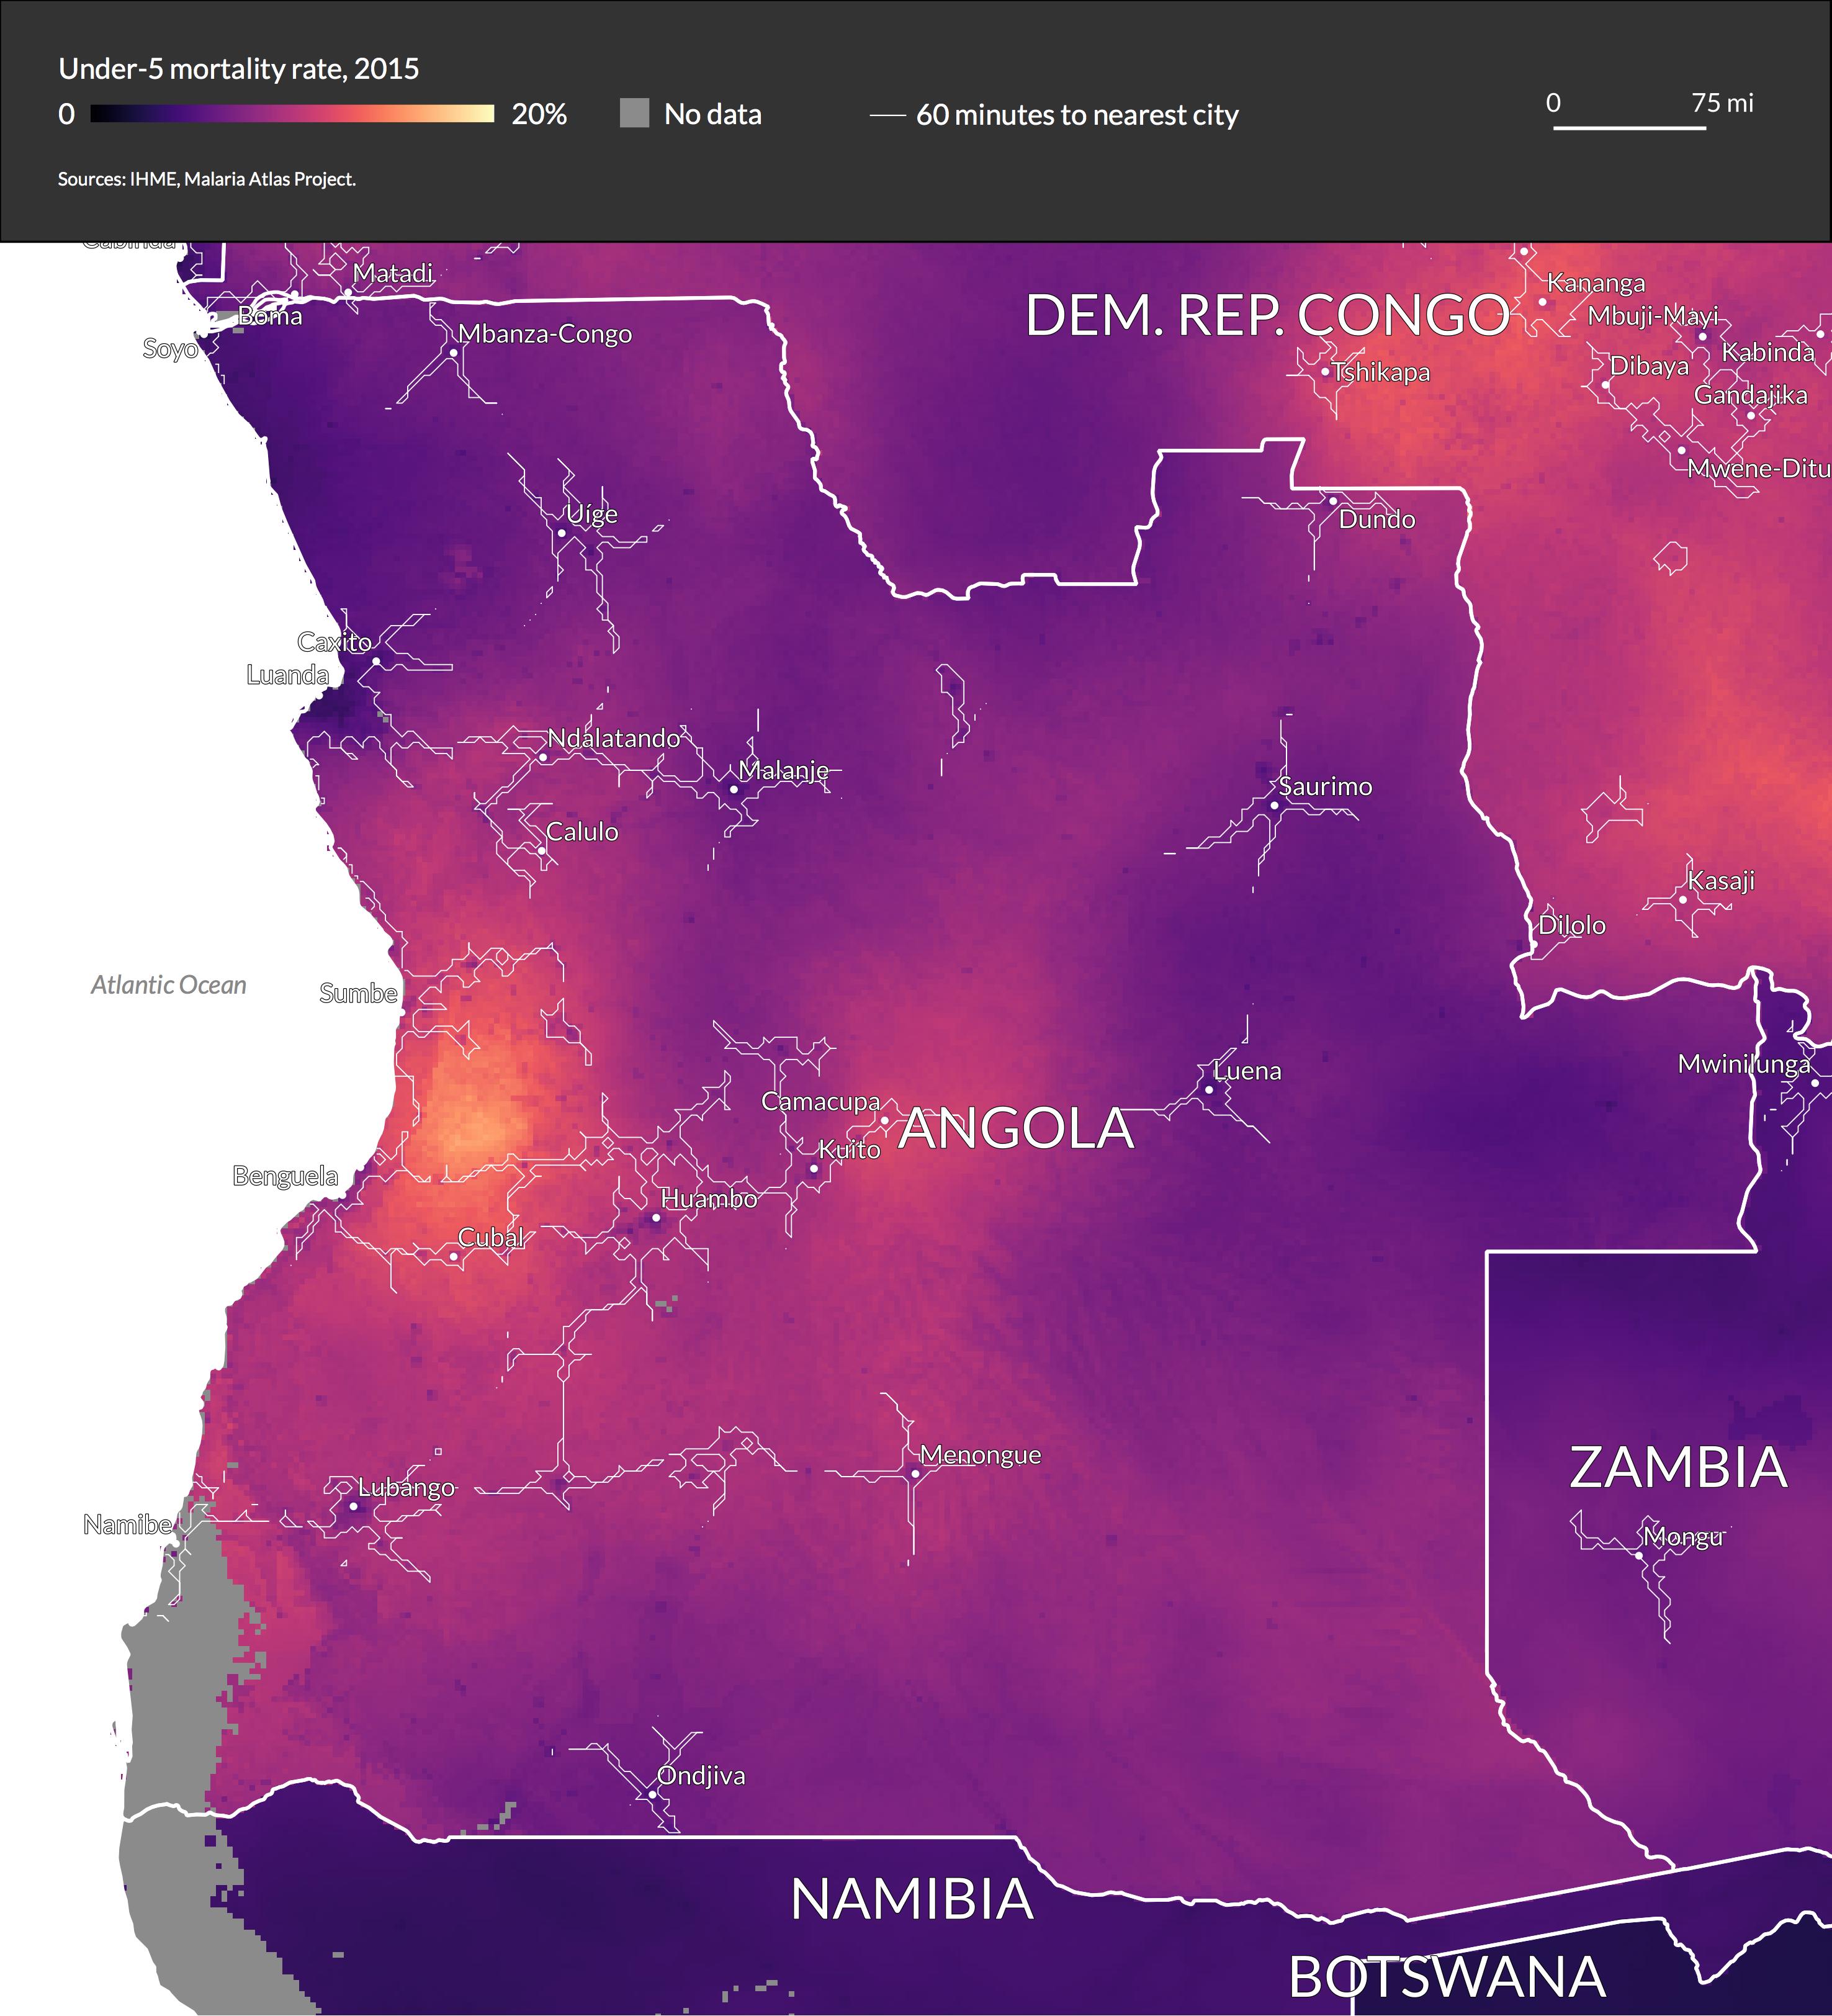 Under-5 mortality rate, 2015
0 20% No data 60 minutes to nearest city
0 75 mi
Sources: IHME, Malaria Atlas Project.
Cabinda
Matadi
Boma
Soyo
Mbanza-Congo
DEM. REP. CONGO
Kananga
Mbuji-Mayi
Kabinda
Tshikapa
Dibaya
Gandajika
Mwene-Ditu
Uíge
Dundo
Caxito
Luanda
Ndalatando
Malanje
Saurimo
Calulo
Kasaji
Dilolo
Atlantic Ocean
Sumbe
Mwinilunga
Luena
Camacupa
ANGOLA
Kuito
Benguela
Huambo
Cubal
Menongue
ZAMBIA
Lubango
Namibe
Mongu
Ondjiva
NAMIBIA
BOTSWANA